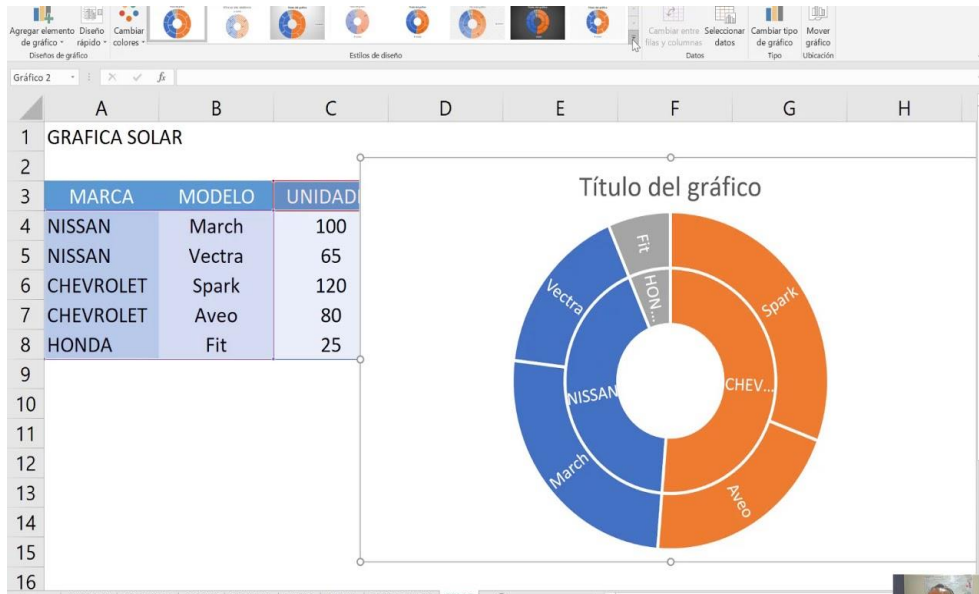 Agregar elemento Diseño Cambiar
de gráfico rápido colores
Cambiar entre Seleccionar Cambiar tipo Mover
filas y columnas datos de gráfico gráfico
Diseños de gráfico Estilos de diseño Datos Tipo Ubicación
Gráfico 2 fx
A B C D E F G H
1 GRAFICA SOLAR
2
3 MARCA MODELO UNIDAD
4 NISSAN March 100
5 NISSAN Vectra 65
6 CHEVROLET Spark 120
7 CHEVROLET Aveo 80
8 HONDA Fit 25
9
10
11
12
13
14
15
16
Título del gráfico
Fit
HON...
Vectra
Spark
NISSAN
CHEV...
March
Aveo